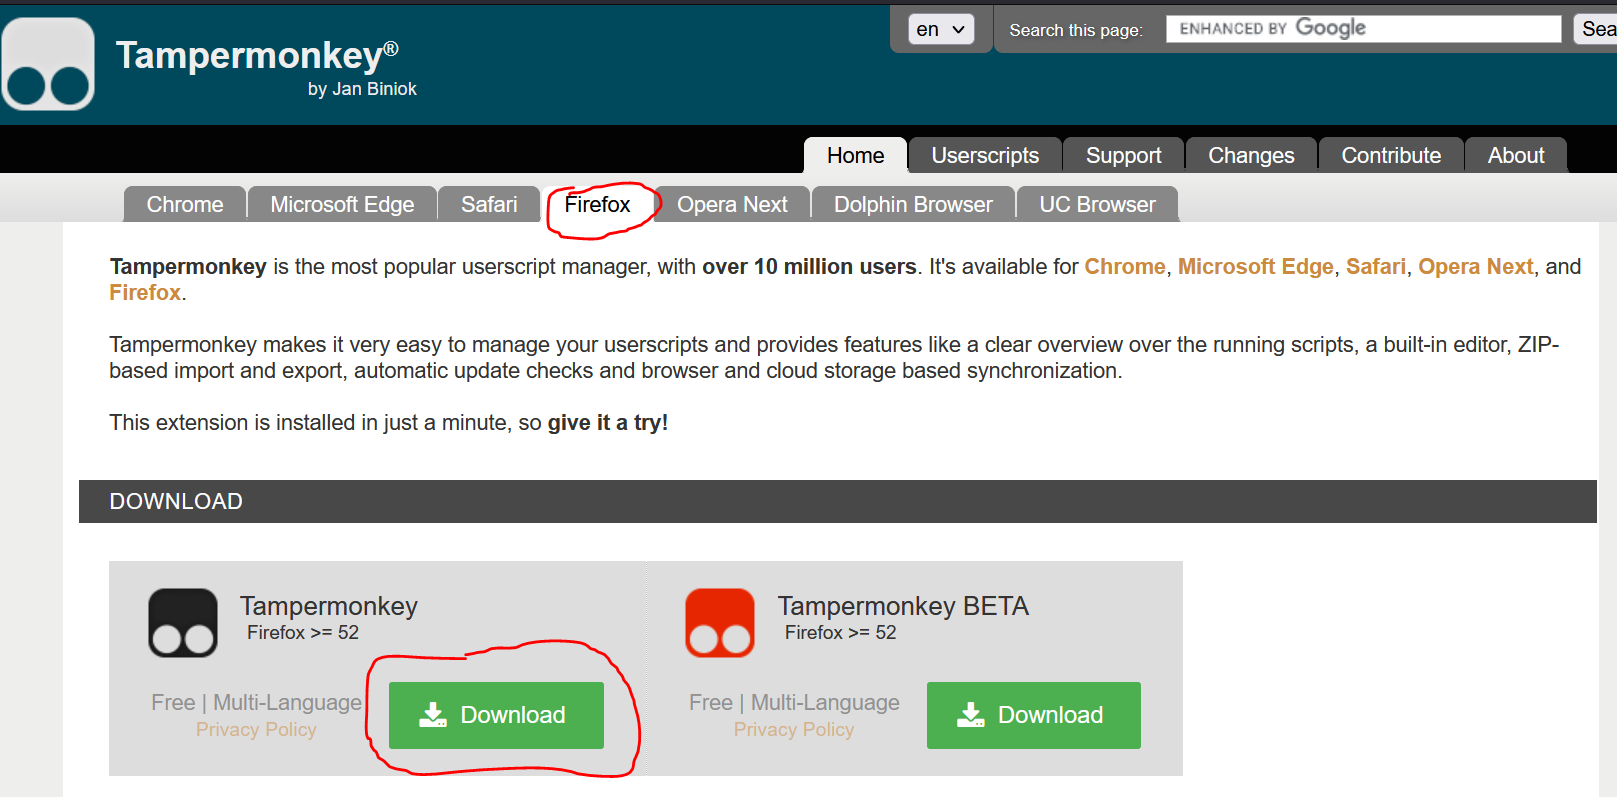 Tampermonkey®
by Jan Biniok
en
Search this page:
ENHANCED BY Google
Sea
Home Userscripts Support Changes Contribute About
Chrome Microsoft Edge Safari Firefox Opera Next Dolphin Browser UC Browser
Tampermonkey is the most popular userscript manager, with over 10 million users. It's available for Chrome, Microsoft Edge, Safari, Opera Next, and
Firefox.
Tampermonkey makes it very easy to manage your userscripts and provides features like a clear overview over the running scripts, a built-in editor, ZIP-
based import and export, automatic update checks and browser and cloud storage based synchronization.
This extension is installed in just a minute, so give it a try!
DOWNLOAD
Tampermonkey
Firefox >= 52
Free | Multi-Language
Privacy Policy
Download
Tampermonkey BETA
Firefox >= 52
Free | Multi-Language
Privacy Policy
Download